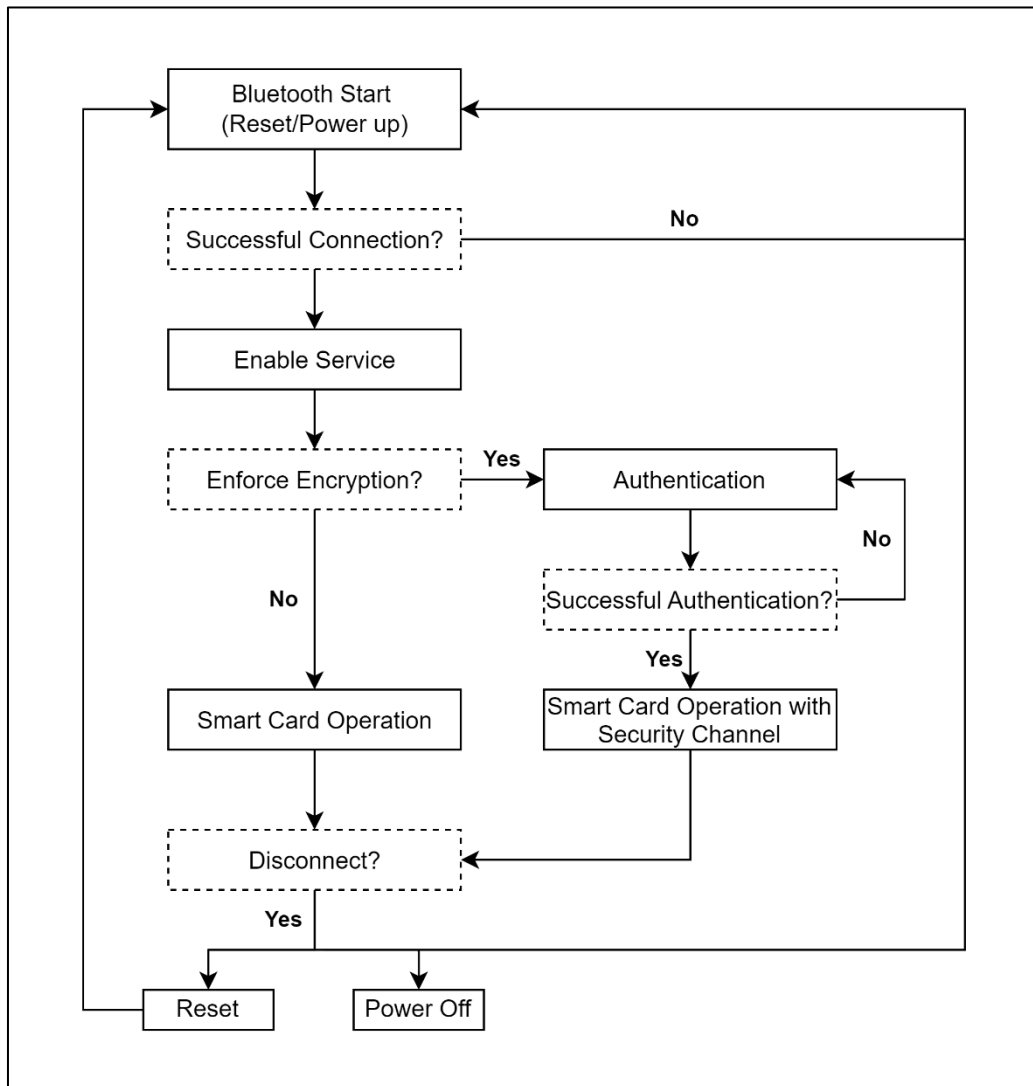 Bluetooth Start
(Reset/Power up)
Successful Connection?
No
Enable Service
Enforce Encryption?
Yes
Authentication
No
Successful Authentication?
No
Yes
Smart Card Operation
Smart Card Operation with
Security Channel
Disconnect?
Yes
Reset
Power Off